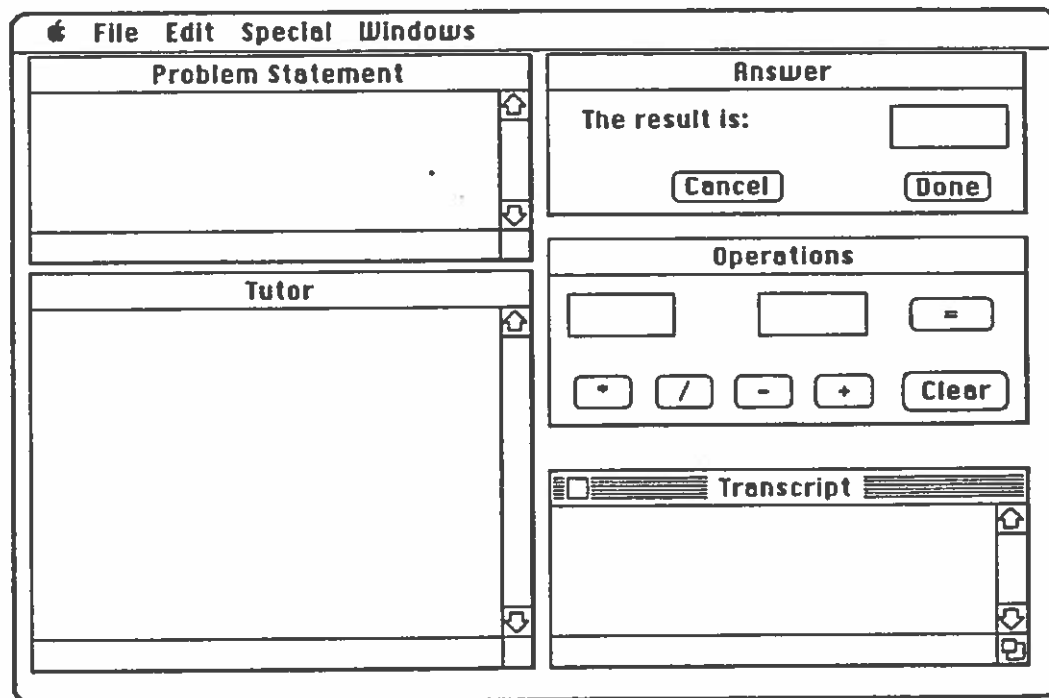 File Edit Special Windows
Problem Statement
Answer
The result is:
Cancel Done
Operations
=
* / - + Clear
Tutor
Transcript